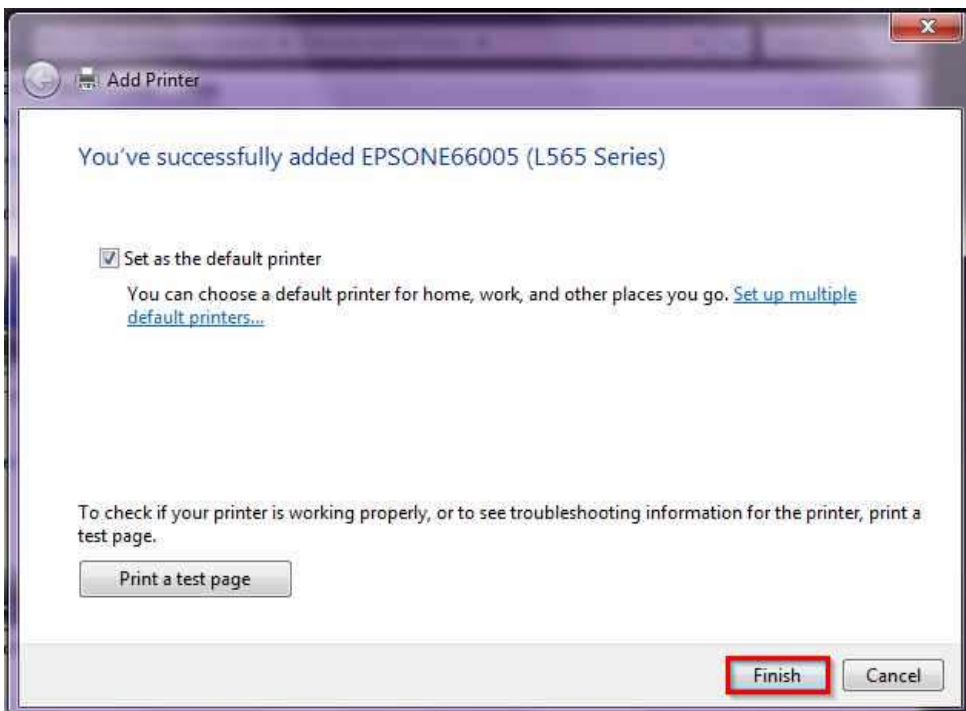 Add Printer
You've successfully added EPSONE66005 (L565 Series)
Set as the default printer
You can choose a default printer for home, work, and other places you go. Set up multiple
default printers...
To check if your printer is working properly, or to see troubleshooting information for the printer, print a
test page.
Print a test page
Finish Cancel